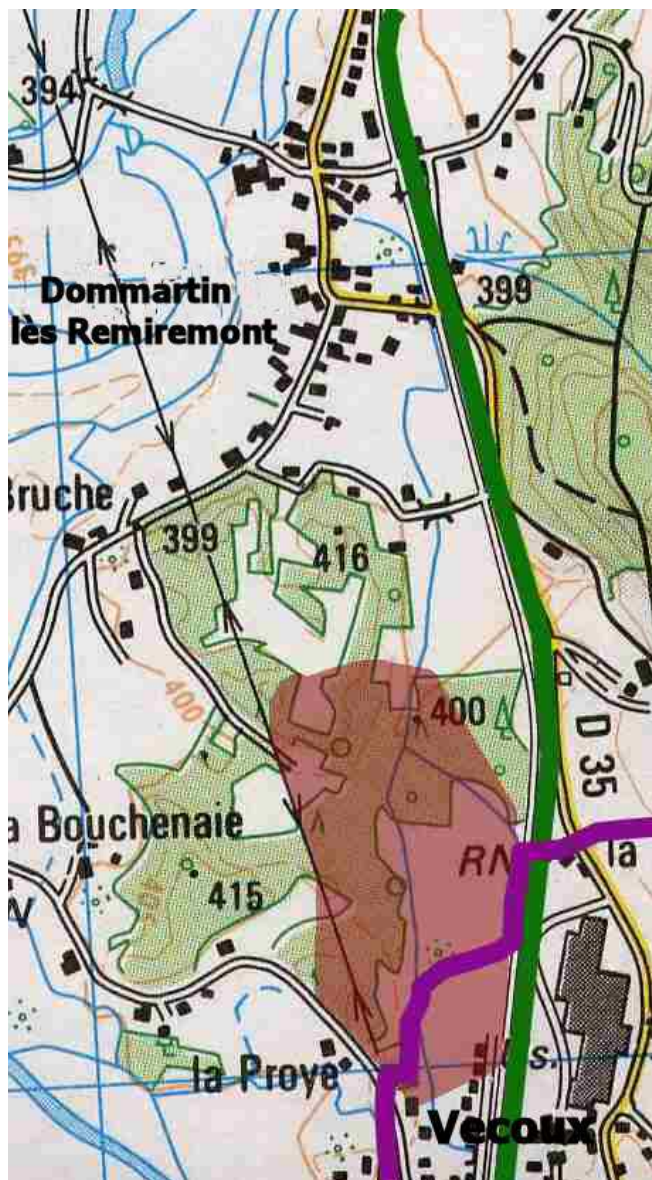 394
Dommartin
lès Remiremont
399
Bruche
399
416
400
400
D 35
a Bouchenaie
RN
la
415
la Proye
s.
Vecoux